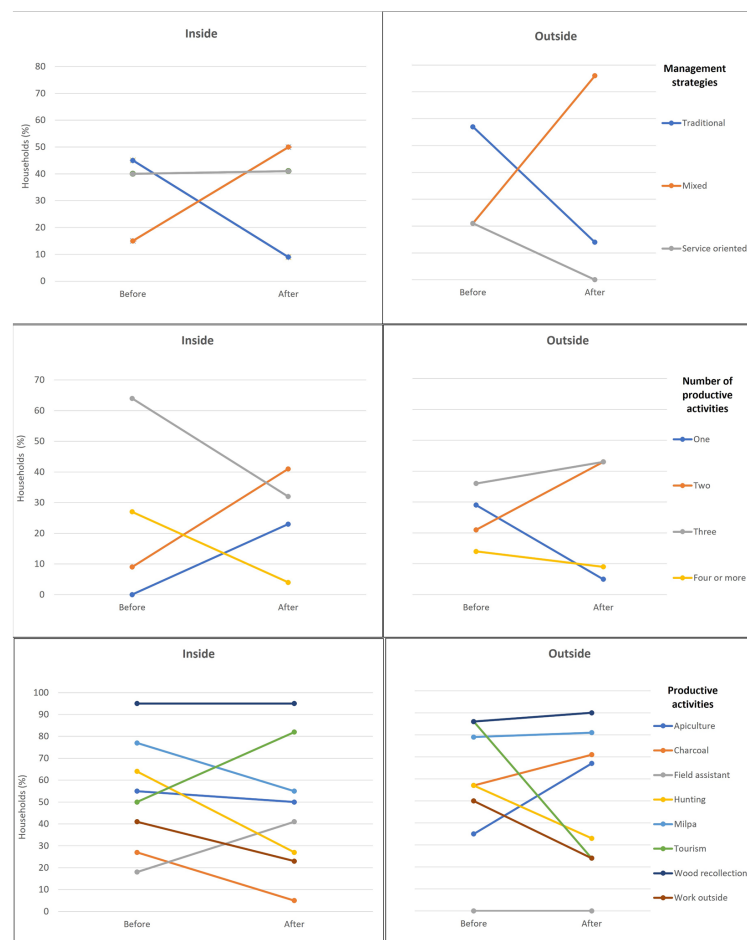 Inside
Outside
Management
strategies
80
70
60
50
40
30
20
10
0
Households (%)
Before
After
Before
After
Traditional
Mixed
Service oriented
Inside
Outside
Number of
productive
activities
70
60
50
40
30
20
10
0
Households (%)
Before
After
Before
After
One
Two
Three
Four or more
Inside
Outside
Productive
activities
100
90
80
70
60
50
40
30
20
10
0
Households (%)
Before
After
Before
After
Apiculture
Charcoal
Field assistant
Hunting
Milpa
Tourism
Wood recollection
Work outside